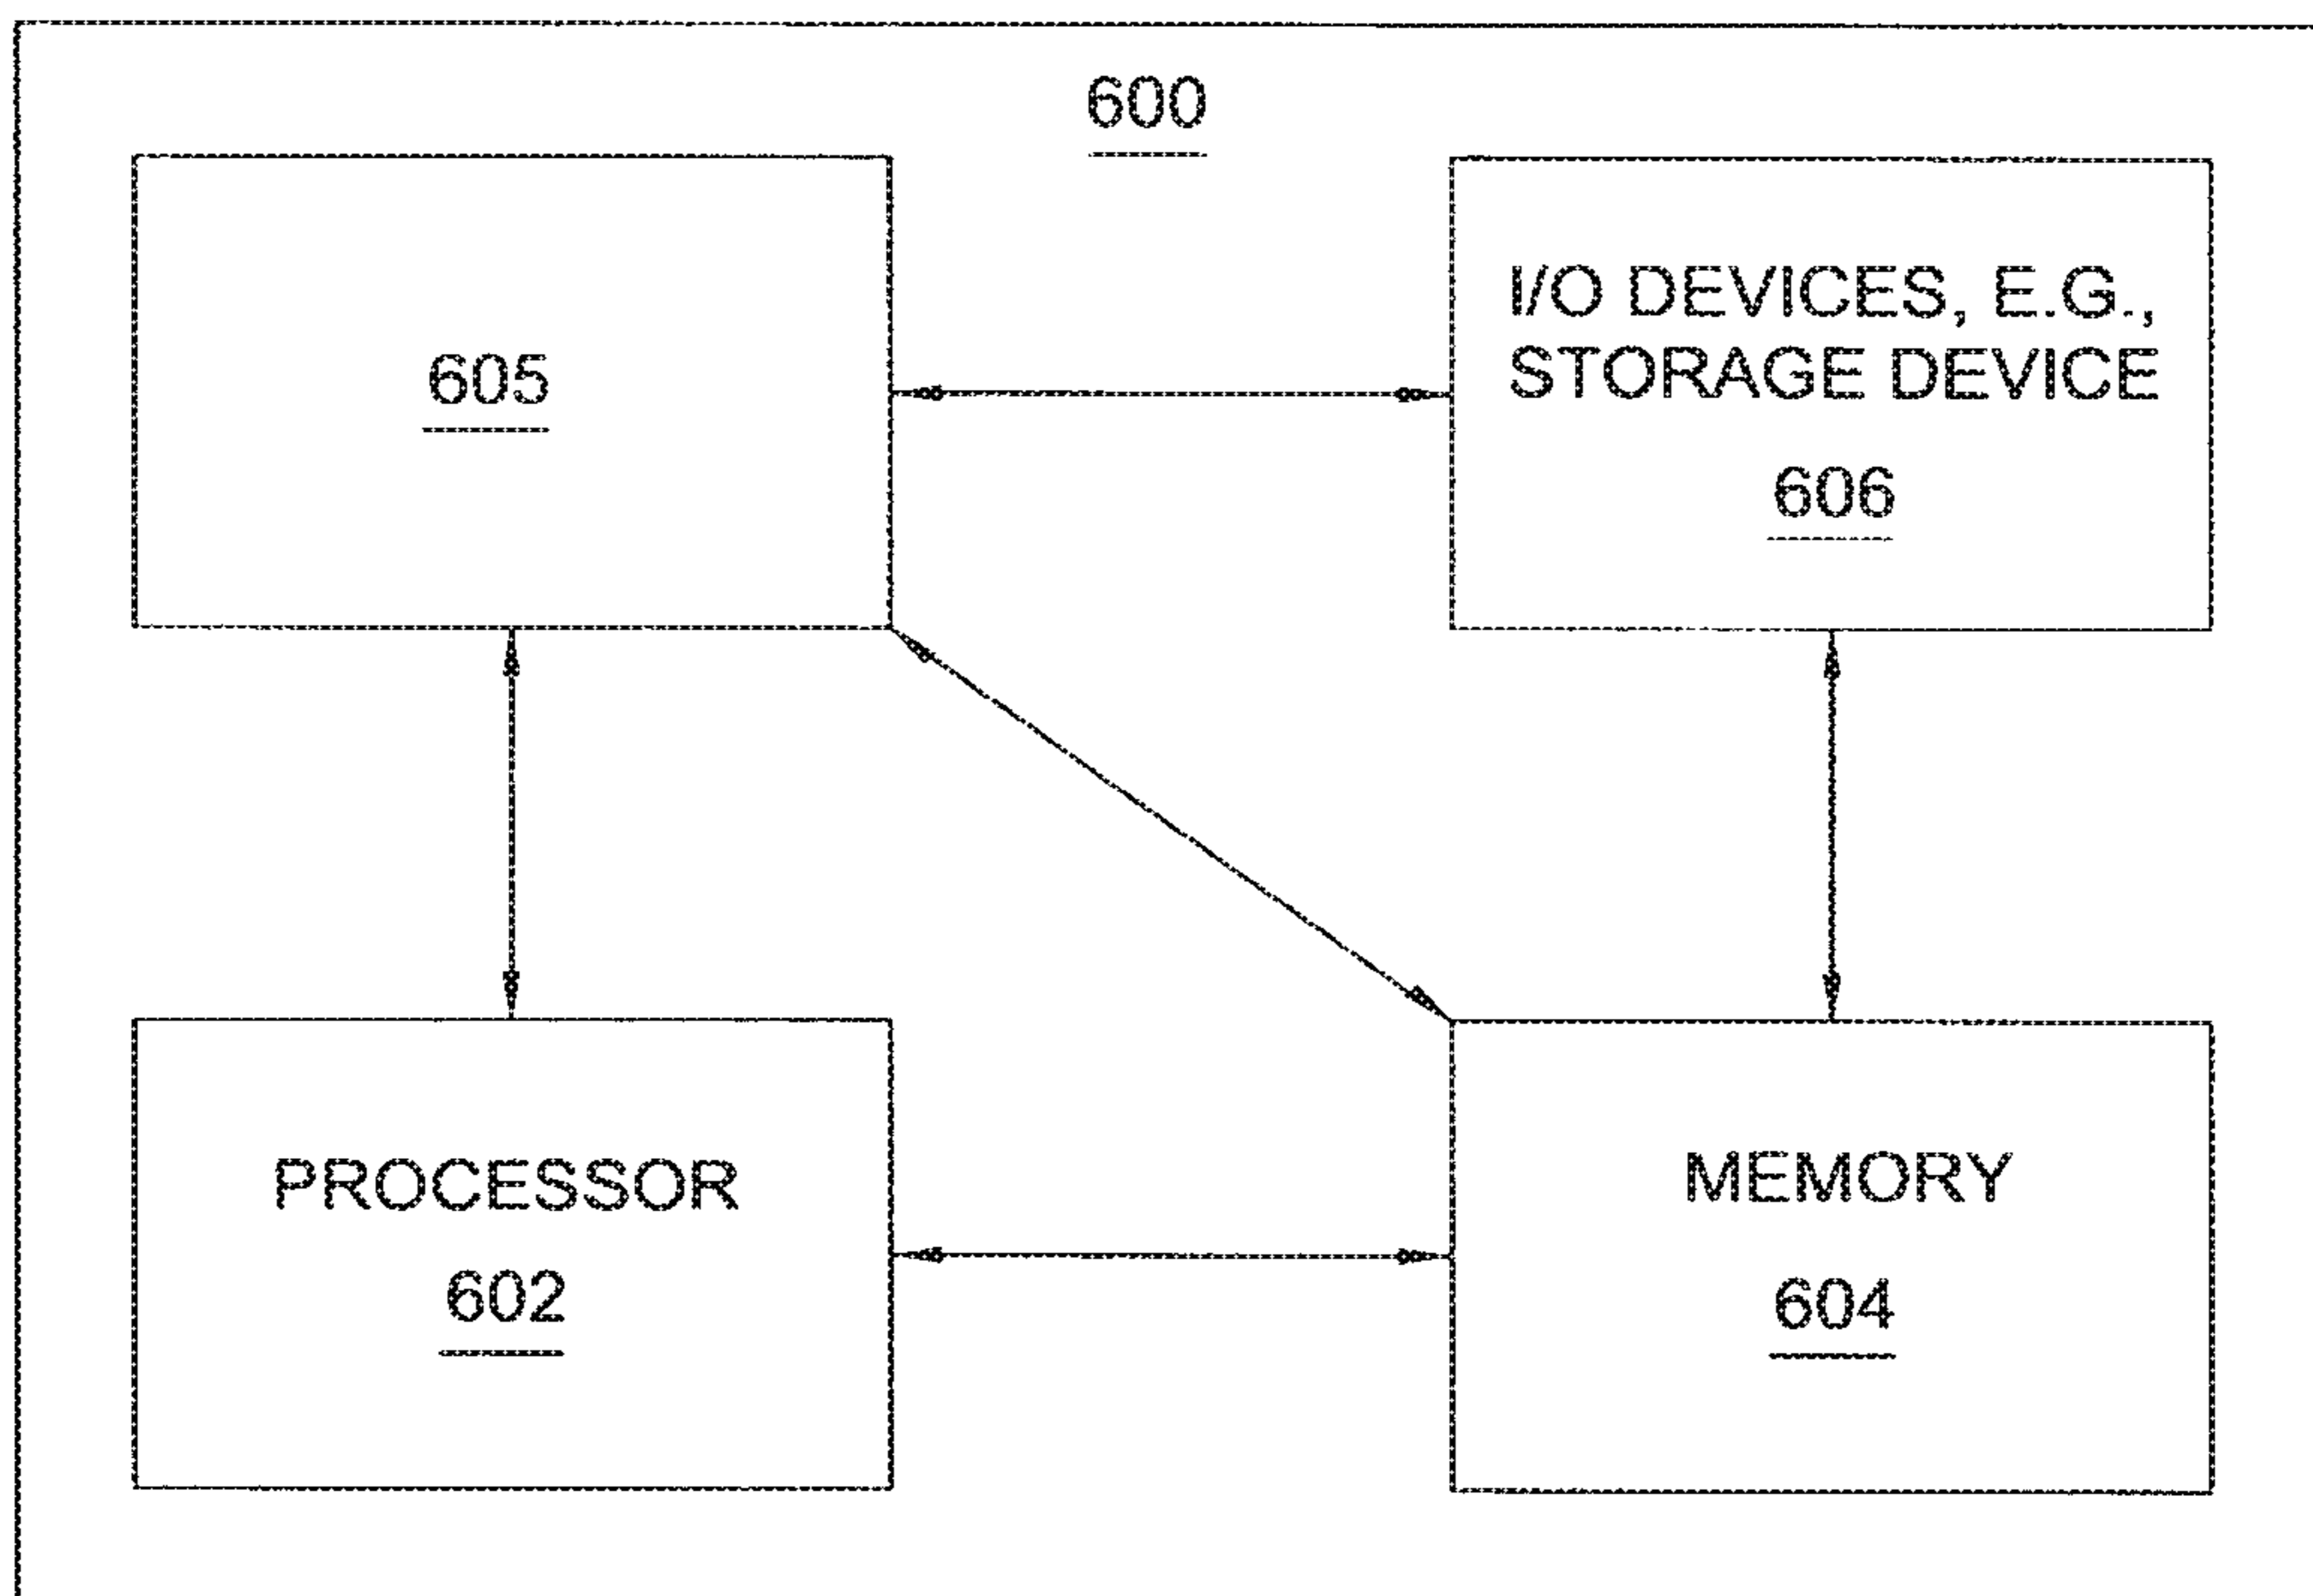 600
605
I/O DEVICES, E.G.,
STORAGE DEVICE
606
PROCESSOR
602
MEMORY
604